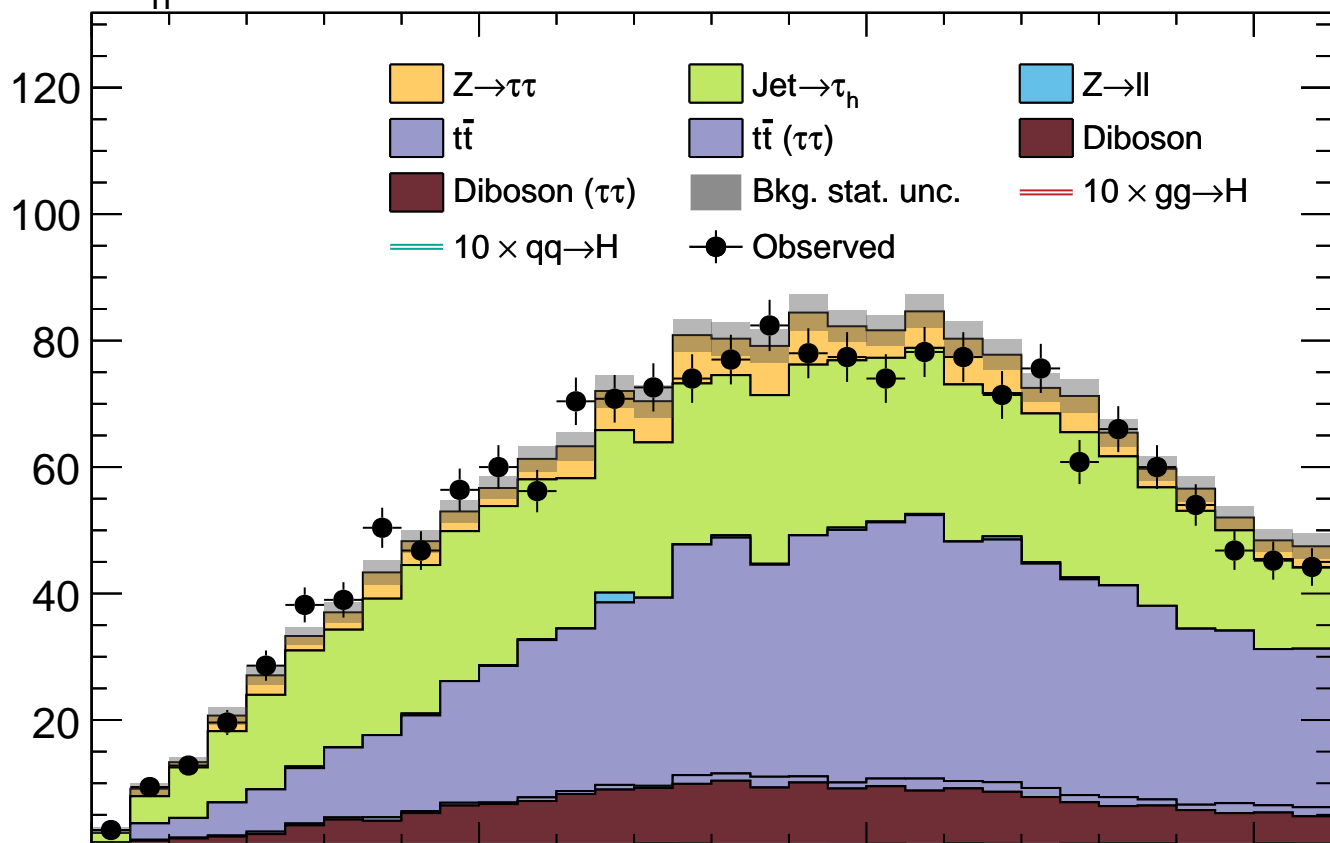 120
100
80
60
40
20
Z→ττ Jet→τₕ Z→ll
tt̄ tt̄ (ττ) Diboson
Diboson (ττ) Bkg. stat. unc. 10 × gg→H
10 × qq→H Observed